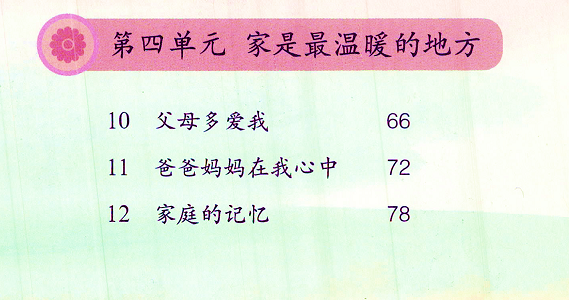 第四单元 家是最温暖的地方
10 父母多爱我 66
11 爸爸妈妈在我心中 72
12 家庭的记忆 78